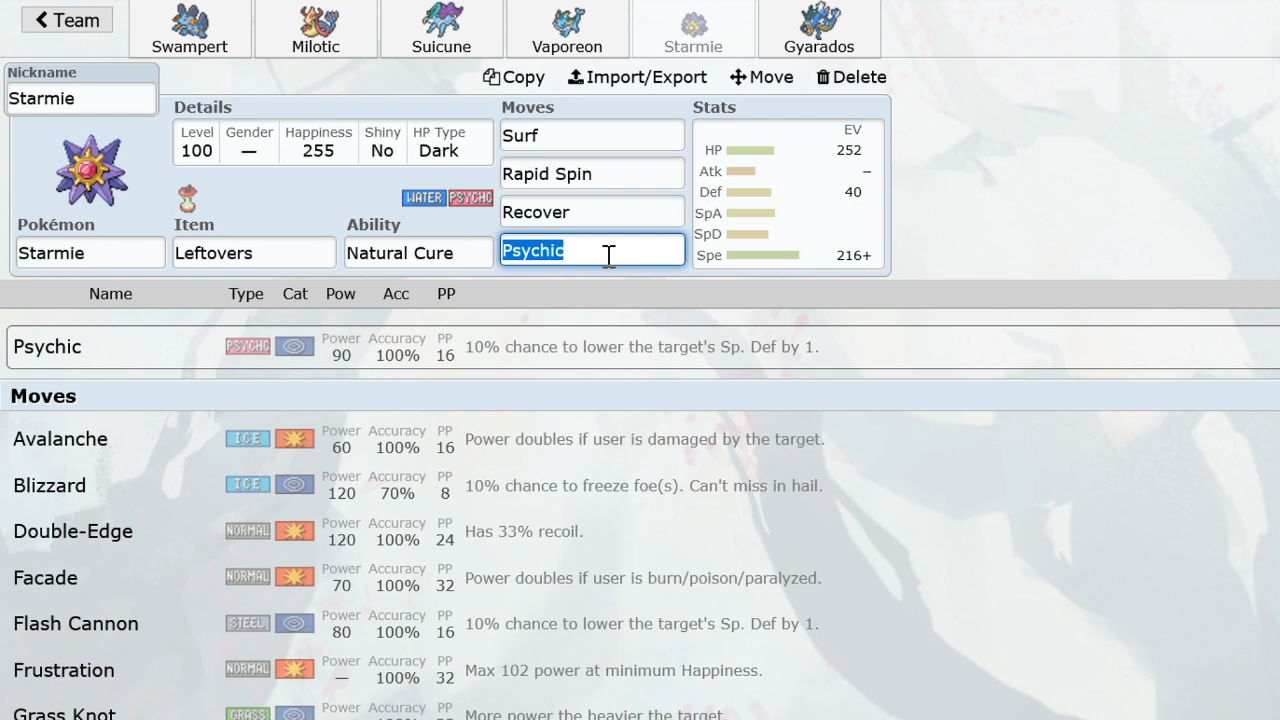 Team
Swampert
Milotic
Suicune
Vaporeon
Starmie
Gyarados
Nickname
Starmie
Copy
Import/Export
Move
Delete
Details
Moves
Stats
Level
Gender
Happiness
Shiny
HP Type
100
—
255
No
Dark
WATER
PSYCHC
Pokémon
Item
Ability
Starmie
Leftovers
Natural Cure
Surf
Rapid Spin
Recover
Psychic
EV
HP 252
Atk –
Def 40
SpA
SpD
Spe 216+
Name Type Cat Pow Acc PP
Psychic PSYCHC Power 90 Accuracy 100% PP 16 10% chance to lower the target's Sp. Def by 1.
Moves
Avalanche ICE Power 60 Accuracy 100% PP 16 Power doubles if user is damaged by the target.
Blizzard ICE Power 120 Accuracy 70% PP 8 10% chance to freeze foe(s). Can't miss in hail.
Double-Edge NORMAL Power 120 Accuracy 100% PP 24 Has 33% recoil.
Facade NORMAL Power 70 Accuracy 100% PP 32 Power doubles if user is burn/poison/paralyzed.
Flash Cannon STEEL Power 80 Accuracy 100% PP 16 10% chance to lower the target's Sp. Def by 1.
Frustration NORMAL Power — Accuracy 100% PP 32 Max 102 power at minimum Happiness.
Grass Knot GRASS Power Accuracy PP More power the heavier the target.